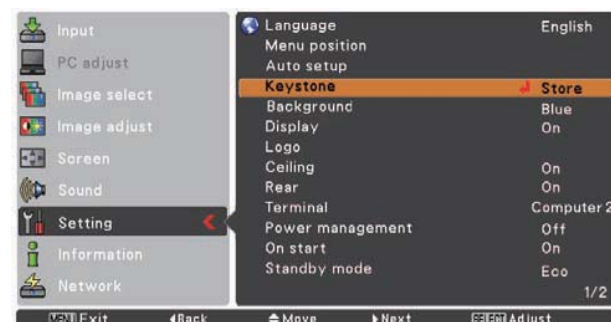 Input
PC adjust
Image select
Image adjust
Screen
Sound
Setting
Information
Network
Language English
Menu position
Auto setup
Keystone Store
Background Blue
Display On
Logo
Ceiling On
Rear On
Terminal Computer 2
Power management Off
On start On
Standby mode Eco
1/2
MENU Exit Back Move Next SELECT Adjust